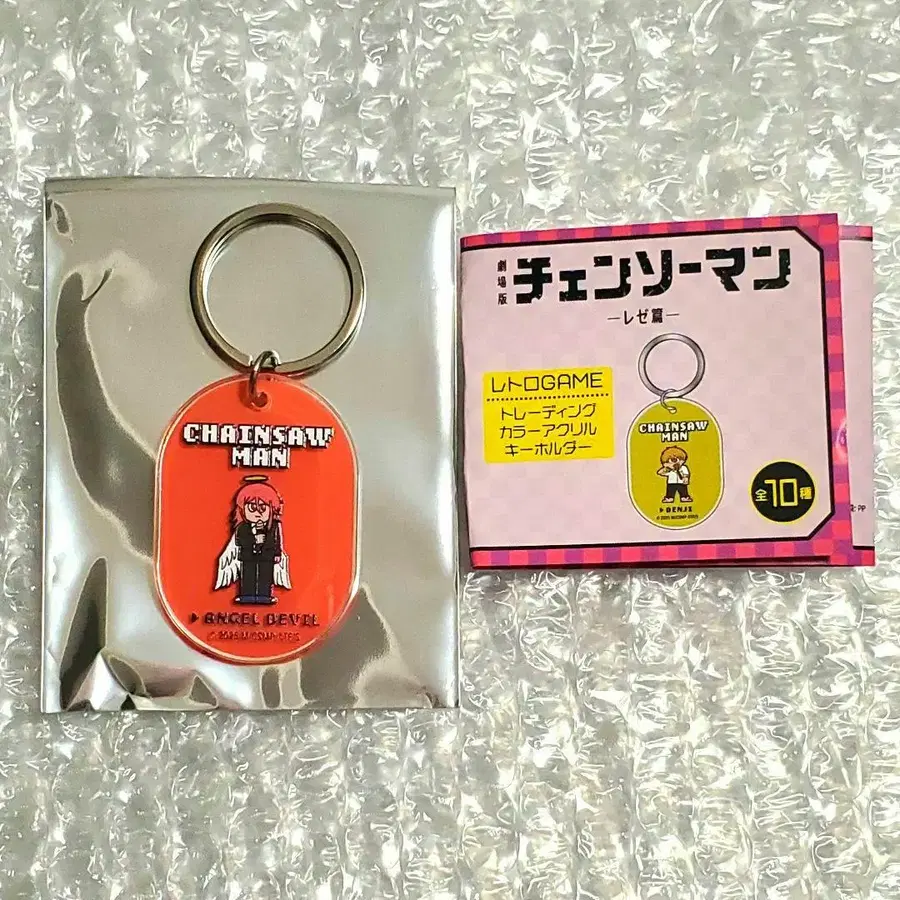 CHAINSAW
MAN
▶ANGEL DEVIL
劇場版
チェンソーマン
―レゼ篇―
レトロGAME
トレーディング
カラーアクリル
キーホルダー
CHAINSAW
MAN
▶DENJI
全10種
PP